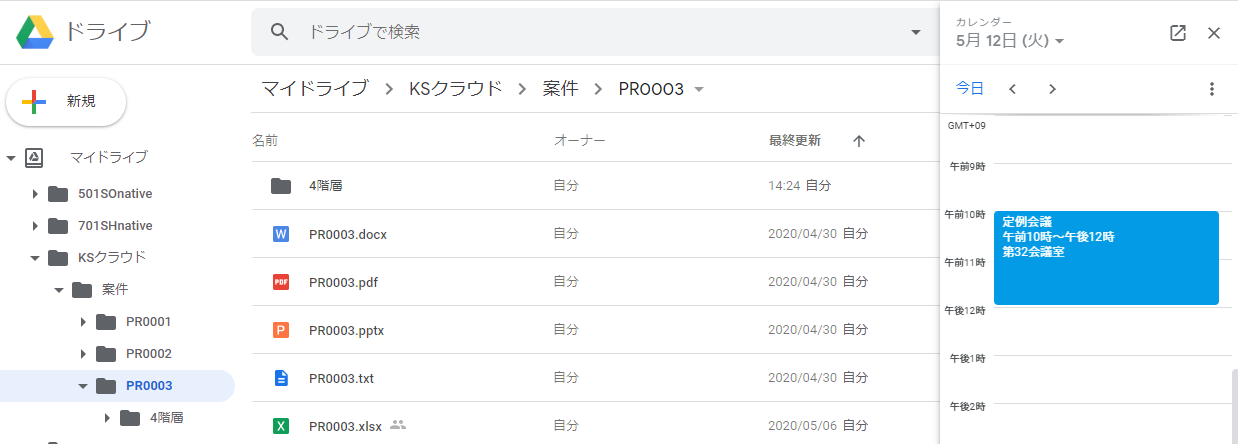 ドライブ
ドライブで検索
新規
マイドライブ
501SOnative
701SHnative
KSクラウド
案件
PR0001
PR0002
PR0003
4階層
マイドライブ KSクラウド 案件 PR0003
名前 オーナー 最終更新
4階層 自分 14:24 自分
PR0003.docx 自分 2020/04/30 自分
PR0003.pdf 自分 2020/04/30 自分
PR0003.pptx 自分 2020/04/30 自分
PR0003.txt 自分 2020/04/30 自分
PR0003.xlsx 自分 2020/05/06 自分
W
PDF
P
X
カレンダー
5月 12日 (火)
今日
GMT+09
午前9時
午前10時
定例会議
午前10時～午後12時
第32会議室
午前11時
午後12時
午後1時
午後2時